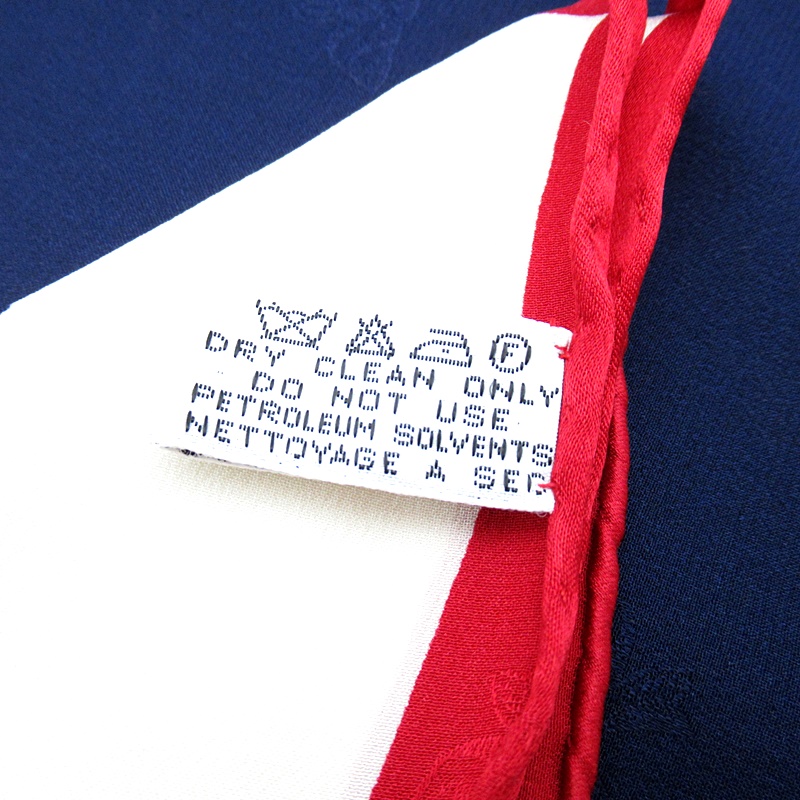 F
DRY CLEAN ONLY
DO NOT USE
PETROLEUM SOLVENTS
NETTOYAGE A SEC